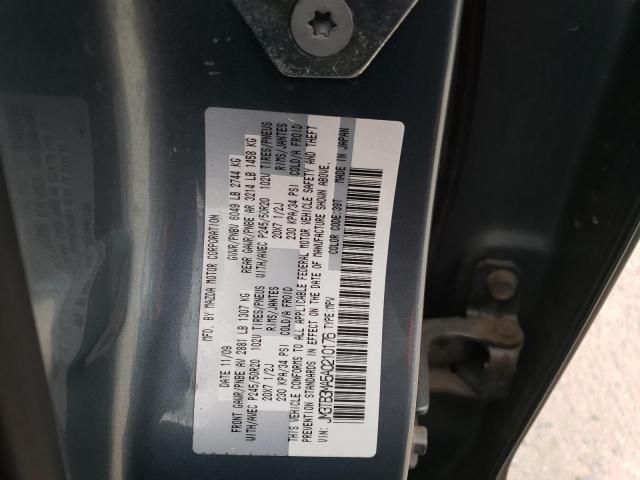 MFD. BY MAZDA MOTOR CORPORATION
DATE 11/09 GVWR/PNBV 6049 LB 2744 KG
FRONT GAWR/PNBE AV 2881 LB 1307 KG REAR GAWR/PNBE AR 3214 LB 1458 KG
WITH/AVEC P245/50R20 102V TIRES/PNEUS WITH/AVEC P245/50R20 102V TIRES/PNEUS
20X7 1/2J RIMS/JANTES 20X7 1/2J RIMS/JANTES
230 KPA/34 PSI COLD/A FROID 230 KPA/34 PSI COLD/A FROID
THIS VEHICLE CONFORMS TO ALL APPLICABLE FEDERAL MOTOR VEHICLE SAFETY AND THEFT
PREVENTION STANDARDS IN EFFECT ON THE DATE OF MANUFACTURE SHOWN ABOVE.
VIN: JM3TB3MA5A0210176 TYPE: MPV COLOR CODE: 39T MADE IN JAPAN